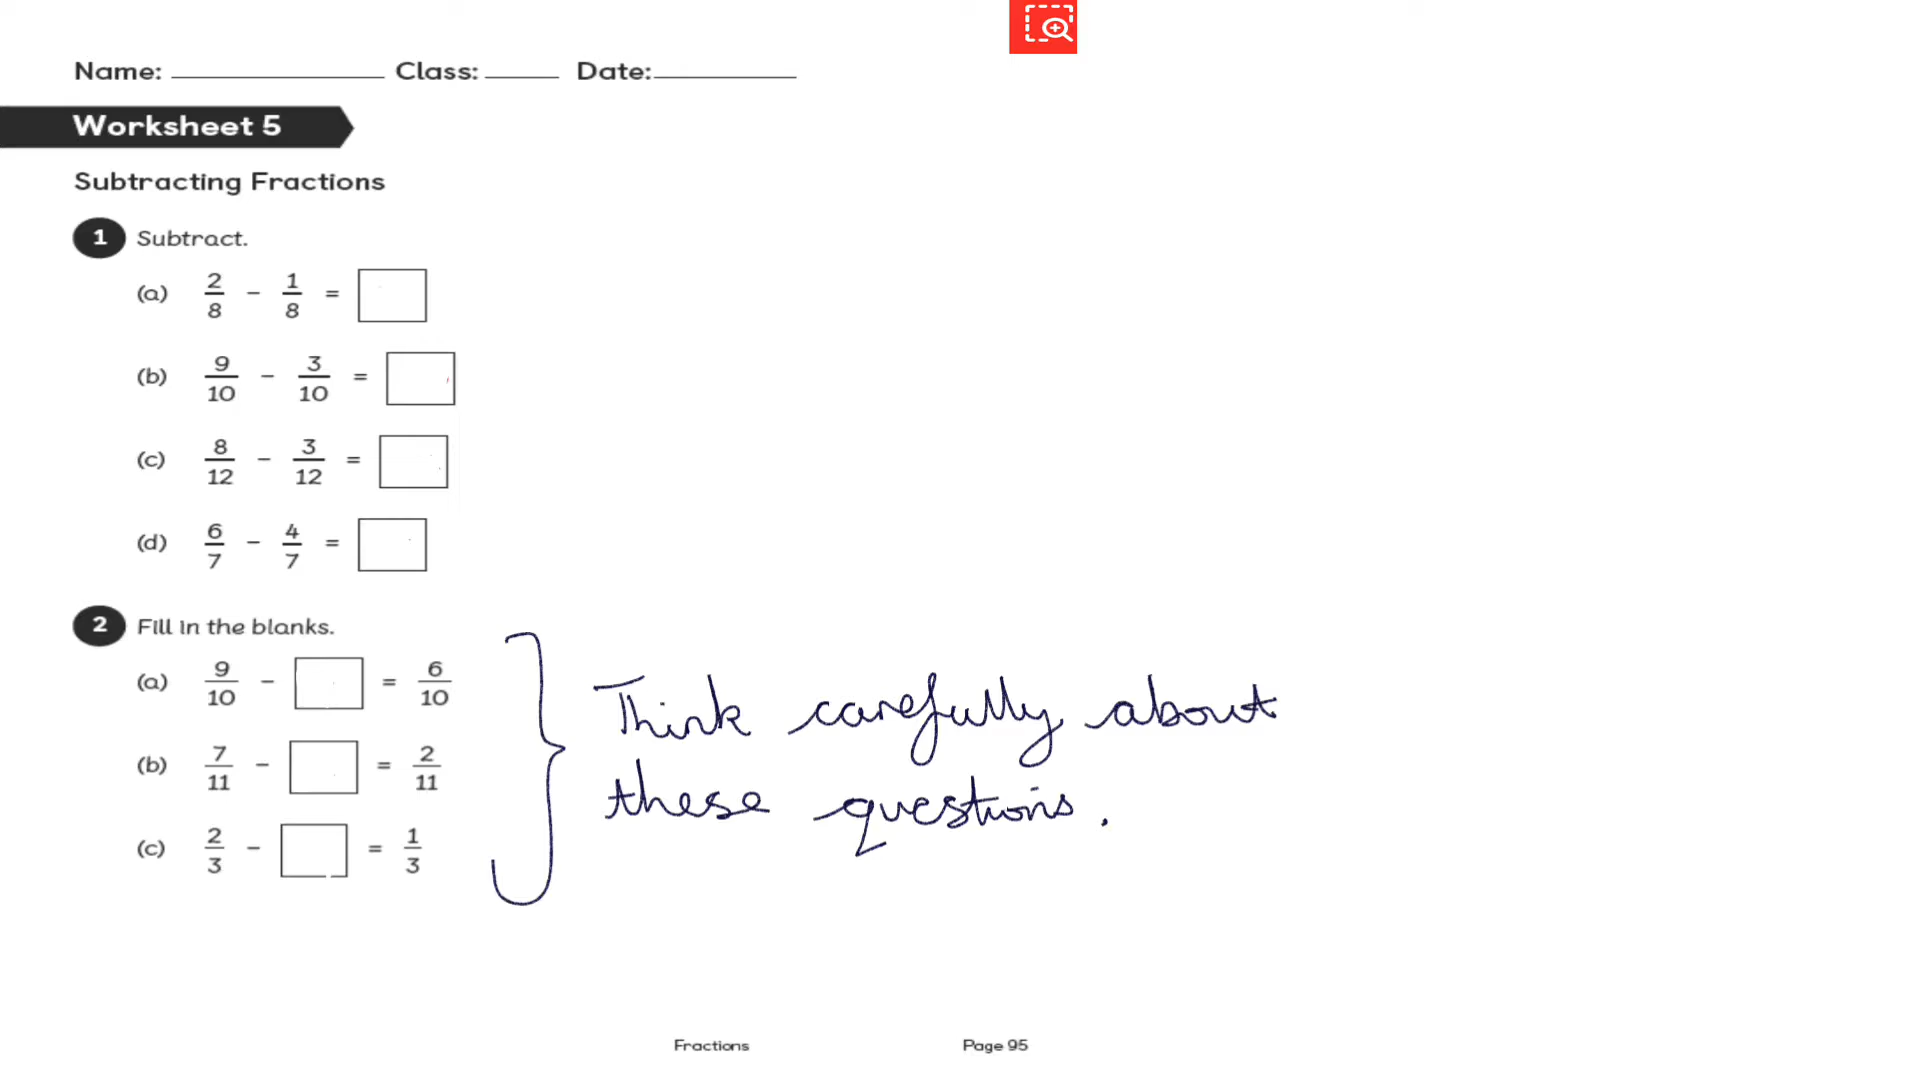 Name: Class: Date:
Worksheet 5
Subtracting Fractions
1 Subtract.
(a) 2/8 - 1/8 =
(b) 9/10 - 3/10 =
(c) 8/12 - 3/12 =
(d) 6/7 - 4/7 =
2 Fill in the blanks.
(a) 9/10 - = 6/10
(b) 7/11 - = 2/11
(c) 2/3 - = 1/3
Think carefully about
these questions.
Fractions Page 95